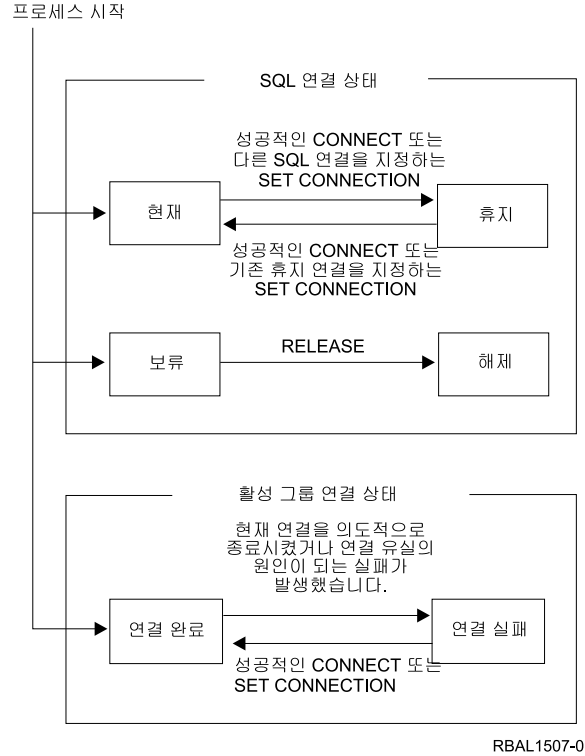 프로세스 시작
SQL 연결 상태
성공적인 CONNECT 또는
다른 SQL 연결을 지정하는
SET CONNECTION
현재
휴지
성공적인 CONNECT 또는
기존 휴지 연결을 지정하는
SET CONNECTION
보류
RELEASE
해제
활성 그룹 연결 상태
현재 연결을 의도적으로
종료시켰거나 연결 유실의
원인이 되는 실패가
발생했습니다.
연결 완료
연결 실패
성공적인 CONNECT 또는
SET CONNECTION
RBAL1507-0